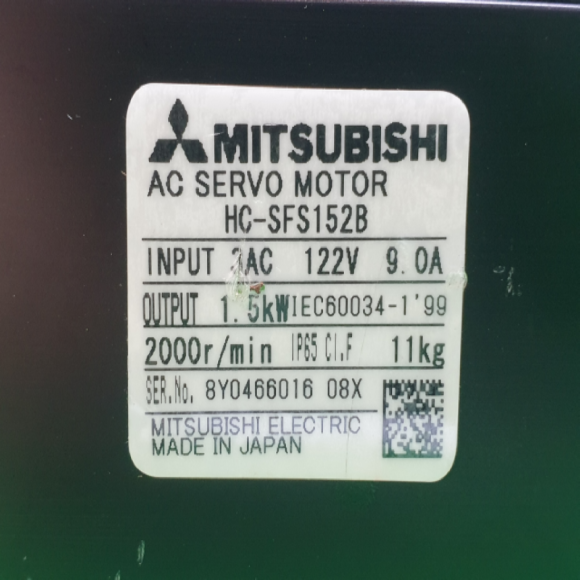 MITSUBISHI
AC SERVO MOTOR
HC-SFS152B
INPUT 3AC 122V 9.0A
OUTPUT 1.5kW IEC60034-1'99
2000r/min IP65 Cl.F 11kg
SER.No. 8Y0466016 08X
MITSUBISHI ELECTRIC
MADE IN JAPAN